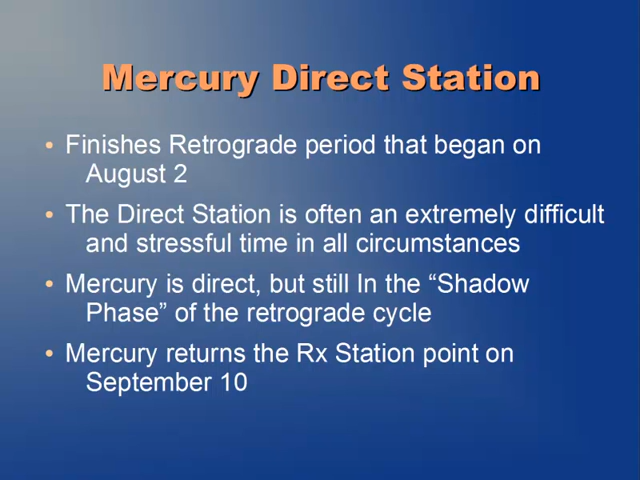 Mercury Direct Station
• Finishes Retrograde period that began on
August 2
• The Direct Station is often an extremely difficult
and stressful time in all circumstances
• Mercury is direct, but still In the “Shadow
Phase” of the retrograde cycle
• Mercury returns the Rx Station point on
September 10